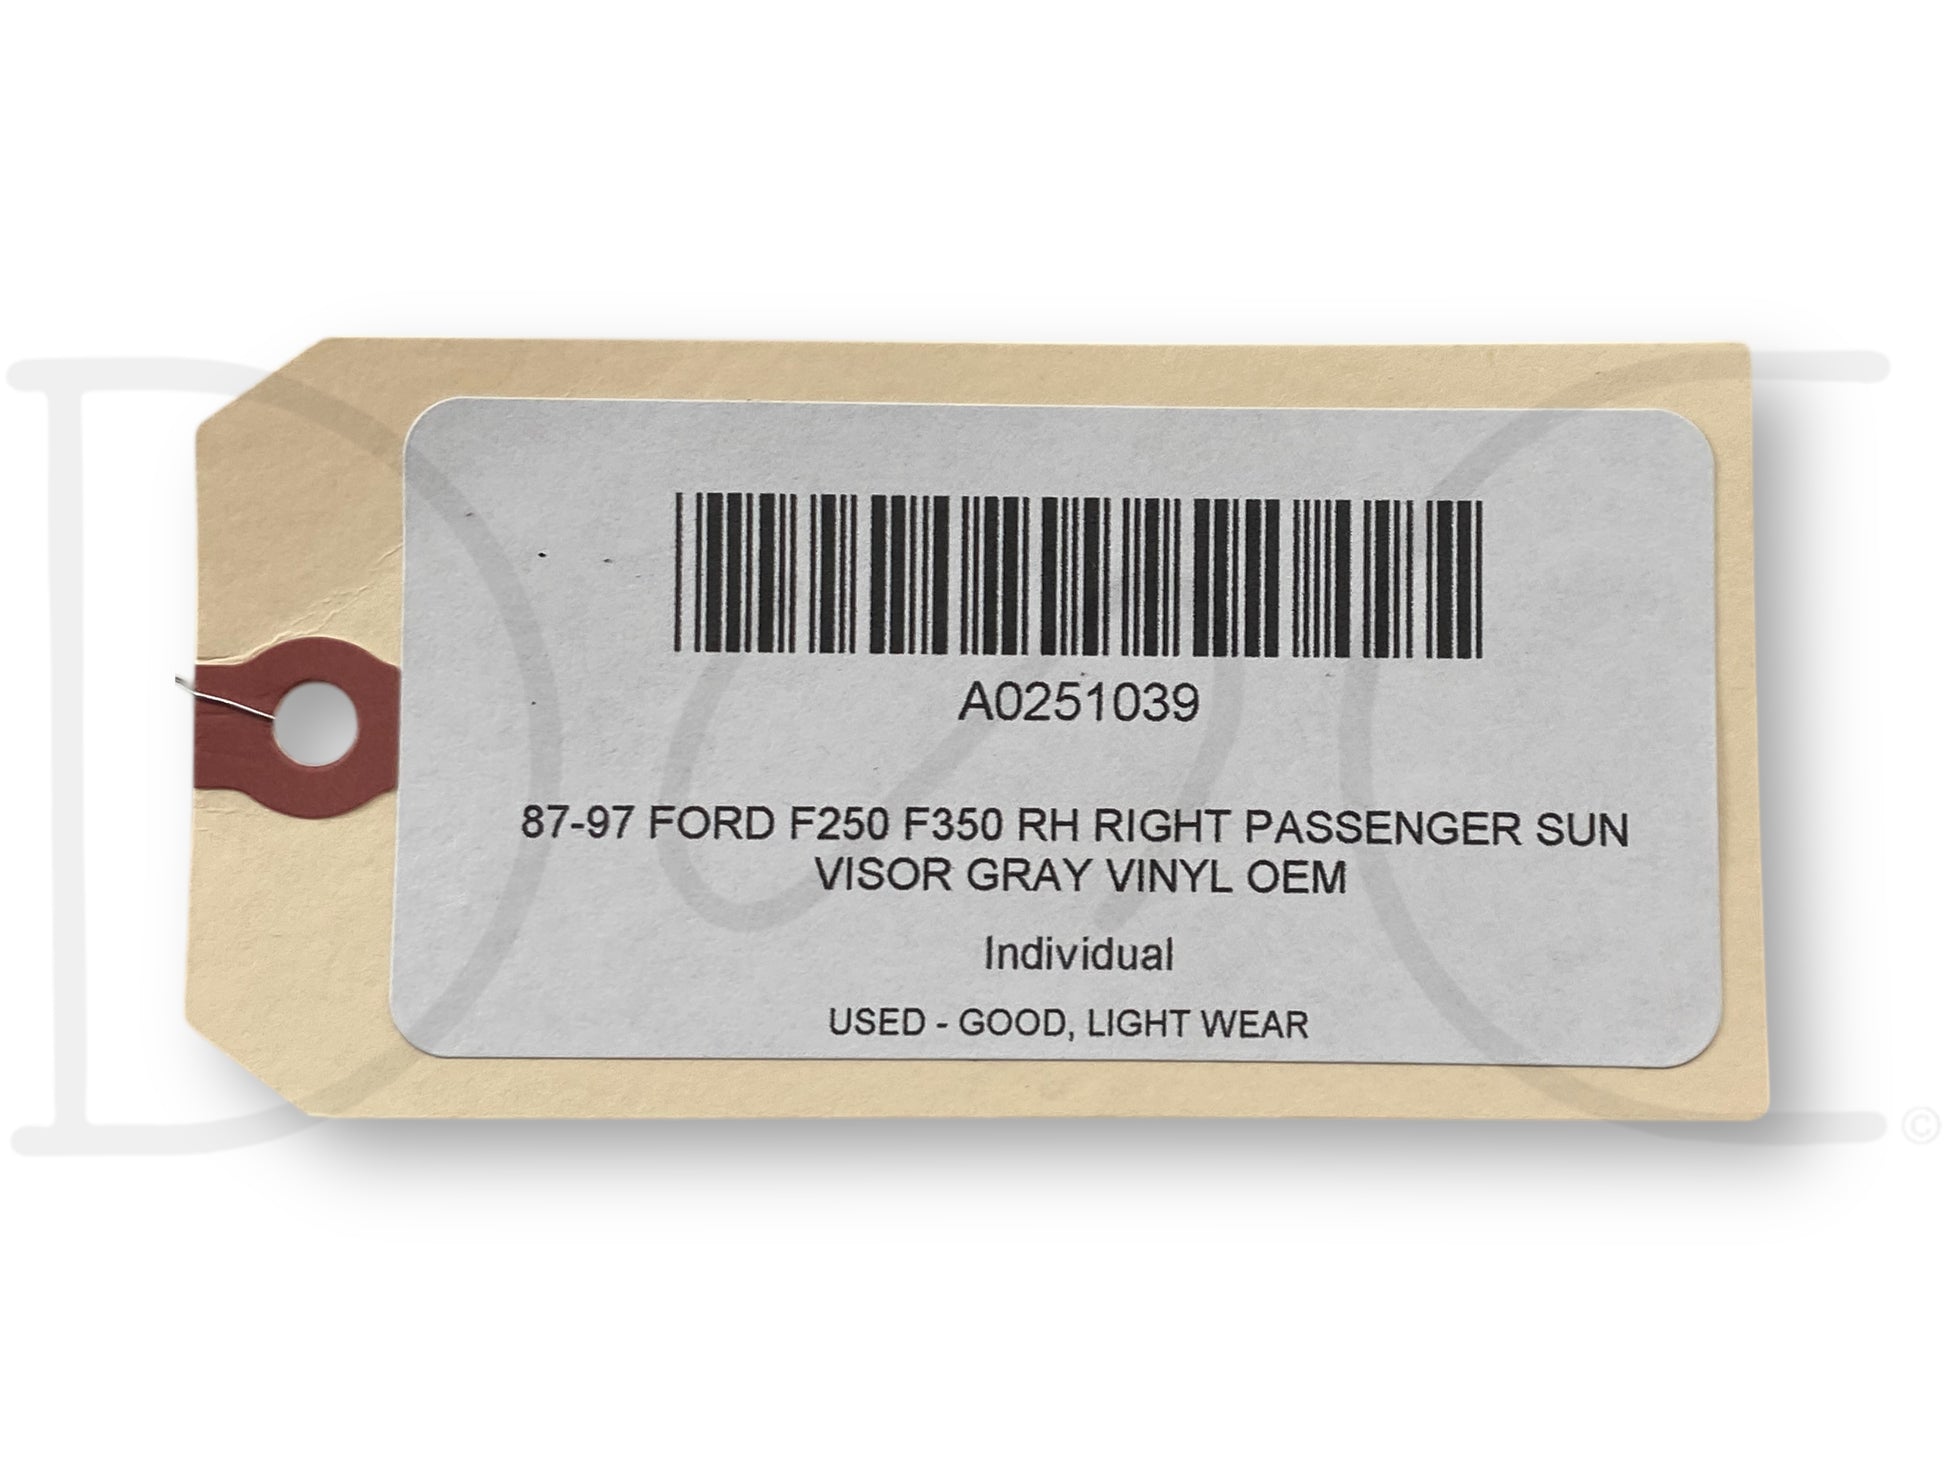 A0251039
87-97 FORD F250 F350 RH RIGHT PASSENGER SUN
VISOR GRAY VINYL OEM
Individual
USED - GOOD, LIGHT WEAR
©